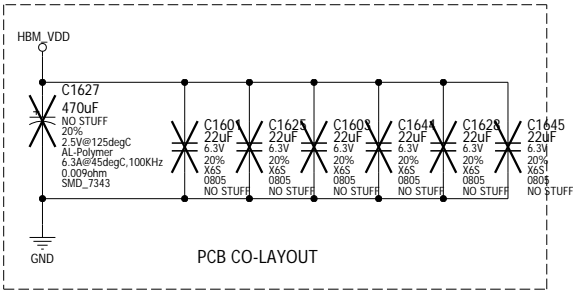 HBM_VDD
C1627
470uF
NO STUFF
20%
2.5V@125degC
AL-Polymer
6.3A@45degC,100KHz
0.009ohm
SMD_7343
C1601
22uF
6.3V
20%
X6S
0805
NO STUFF
C1625
22uF
6.3V
20%
X6S
0805
NO STUFF
C1603
22uF
6.3V
20%
X6S
0805
NO STUFF
C1644
22uF
6.3V
20%
X6S
0805
NO STUFF
C1628
22uF
6.3V
20%
X6S
0805
NO STUFF
C1645
22uF
6.3V
20%
X6S
0805
NO STUFF
GND
PCB CO-LAYOUT